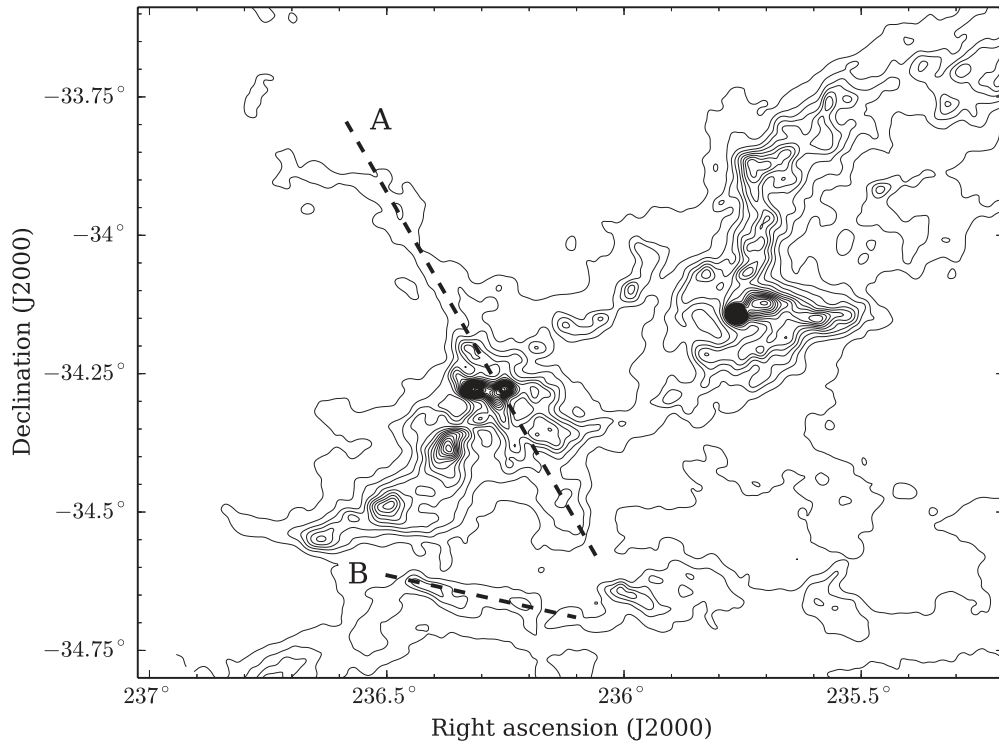 A
−33.75°
−34°
−34.25°
−34.5°
−34.75°
Declination (J2000)
B
237°
236.5°
236°
235.5°
Right ascension (J2000)